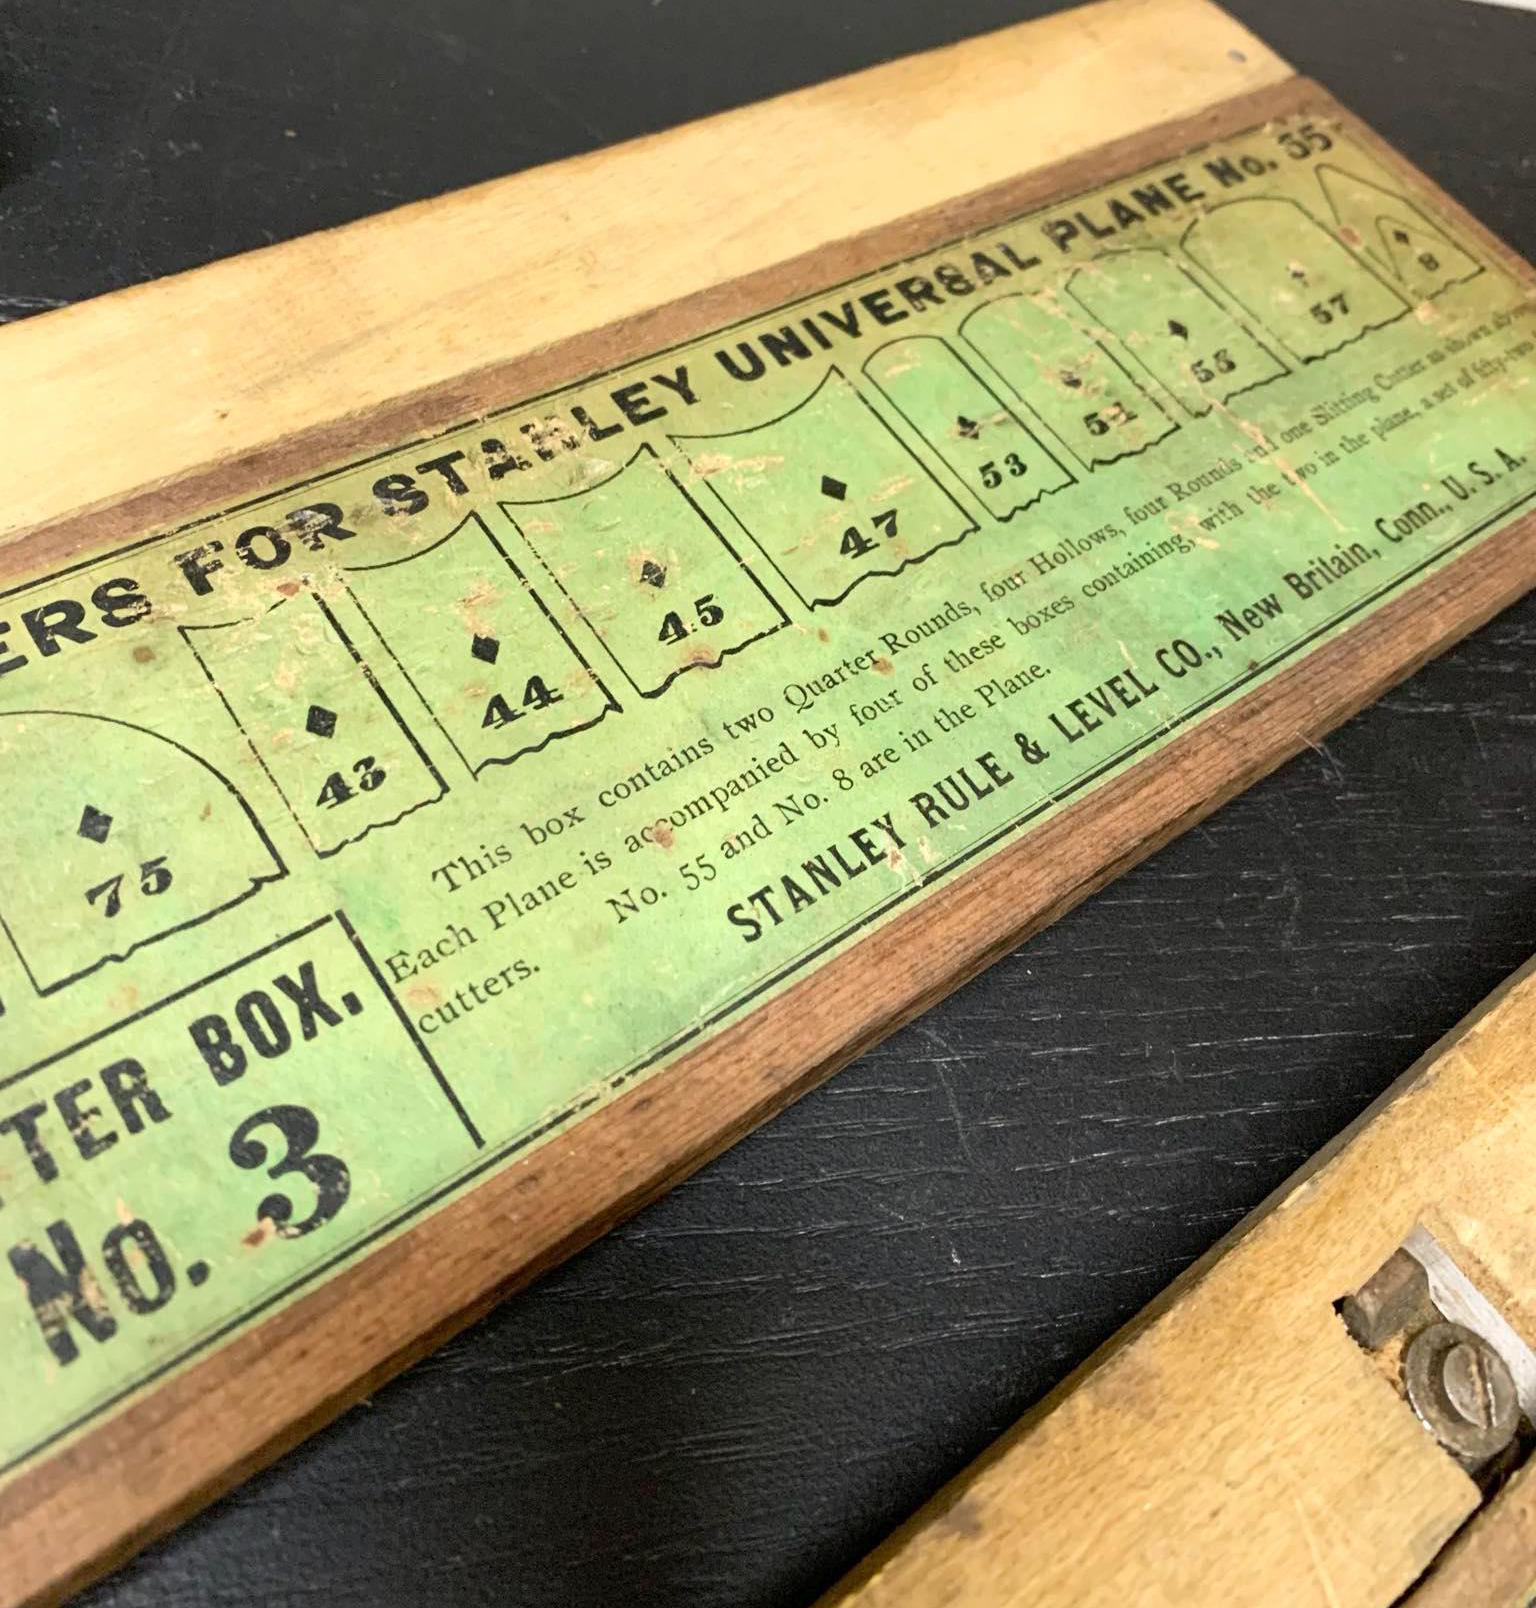 ERS FOR STANLEY UNIVERSAL PLANE No. 55
75 43 44 45 47 53 54 56 57 8
This box contains two Quarter Rounds, four Hollows, four Rounds and one Slitting Cutter as shown above
Each Plane is accompanied by four of these boxes containing, with the two in the plane, a set of fifty-two
cutters. No. 55 and No. 8 are in the Plane.
STANLEY RULE & LEVEL CO., New Britain, Conn., U. S. A.
TTER BOX.
No. 3